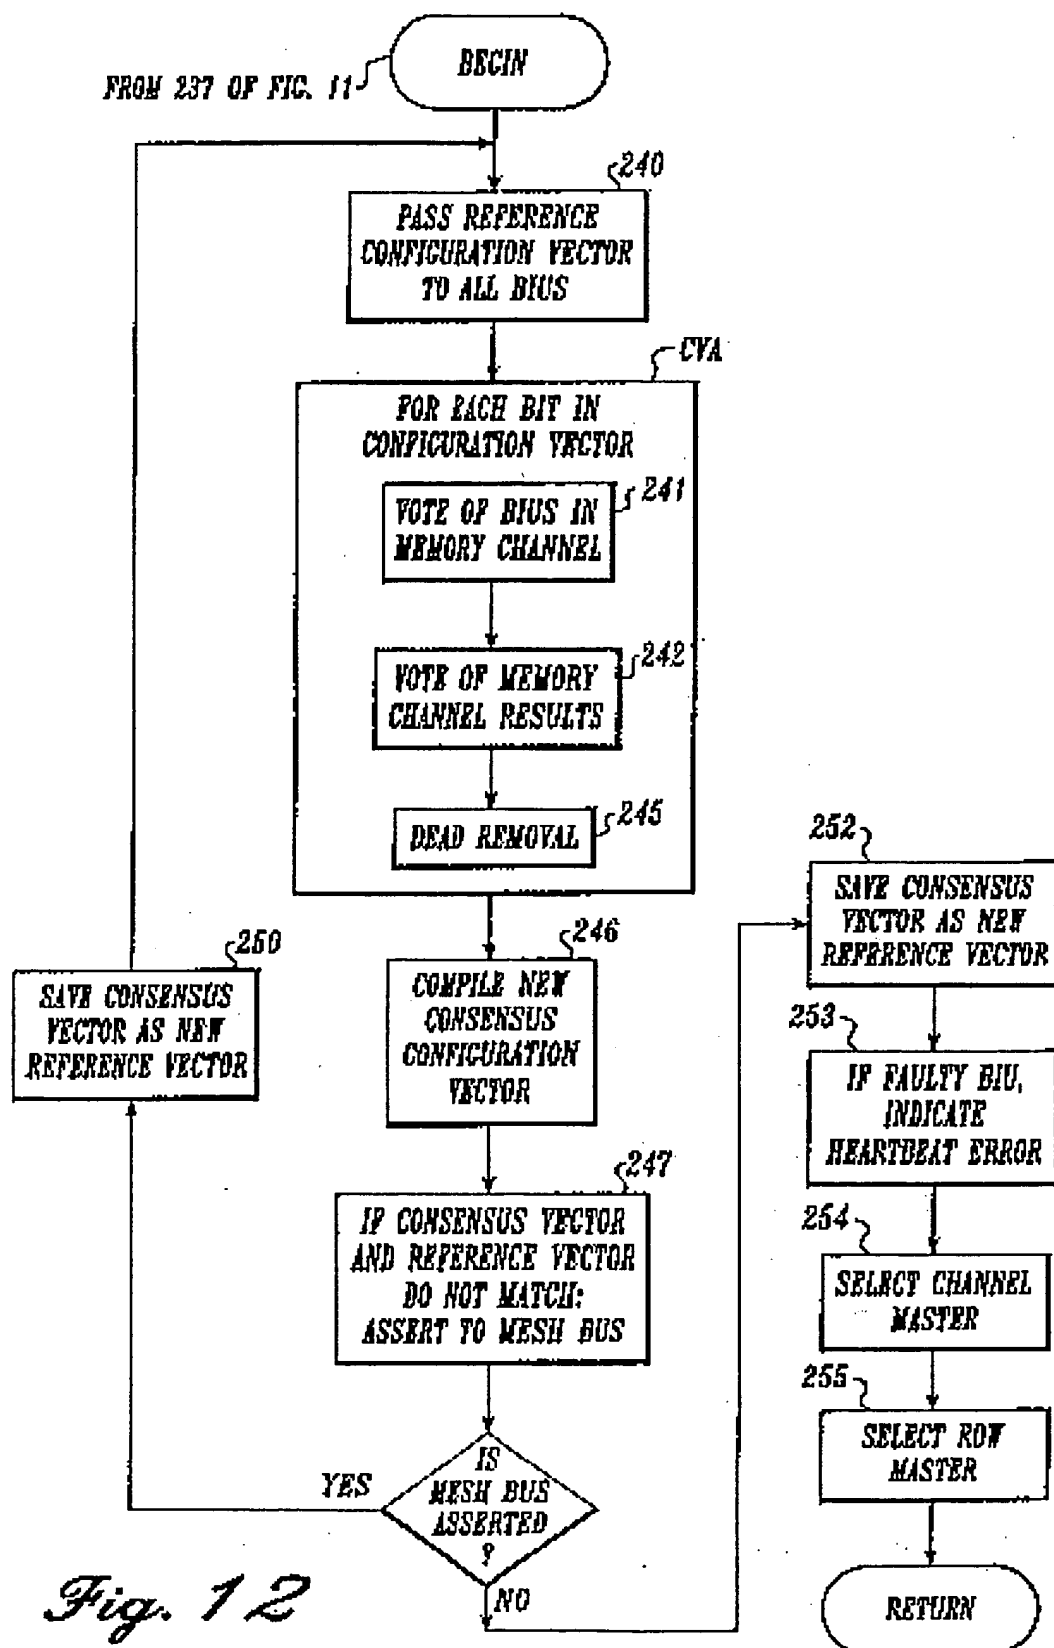 BEGIN
FROM 237 OF FIG. 11
240
PASS REFERENCE
CONFIGURATION VECTOR
TO ALL BIUS
CVA
FOR EACH BIT IN
CONFIGURATION VECTOR
241
VOTE OF BIUS IN
MEMORY CHANNEL
242
VOTE OF MEMORY
CHANNEL RESULTS
245
DEAD REMOVAL
246
COMPILE NEW
CONSENSUS
CONFIGURATION
VECTOR
247
IF CONSENSUS VECTOR
AND REFERENCE VECTOR
DO NOT MATCH:
ASSERT TO MESH BUS
IS
MESH BUS
ASSERTED
?
YES
NO
250
SAVE CONSENSUS
VECTOR AS NEW
REFERENCE VECTOR
252
SAVE CONSENSUS
VECTOR AS NEW
REFERENCE VECTOR
253
IF FAULTY BIU,
INDICATE
HEARTBEAT ERROR
254
SELECT CHANNEL
MASTER
255
SELECT ROW
MASTER
RETURN
Fig. 12